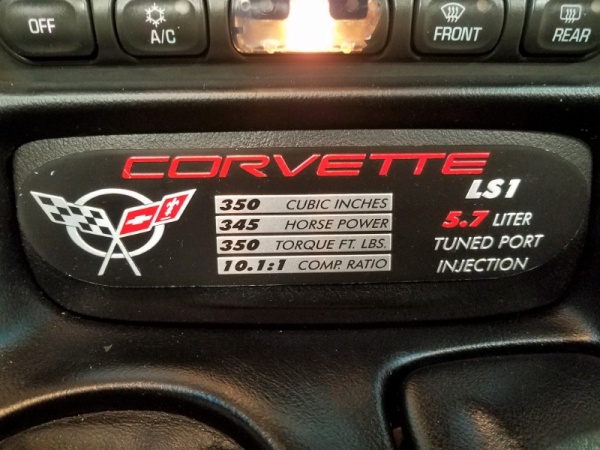 OFF
A/C
FRONT
REAR
CORVETTE
350 CUBIC INCHES
345 HORSE POWER
350 TORQUE FT. LBS.
10.1:1 COMP. RATIO
LS1
5.7 LITER
TUNED PORT
INJECTION